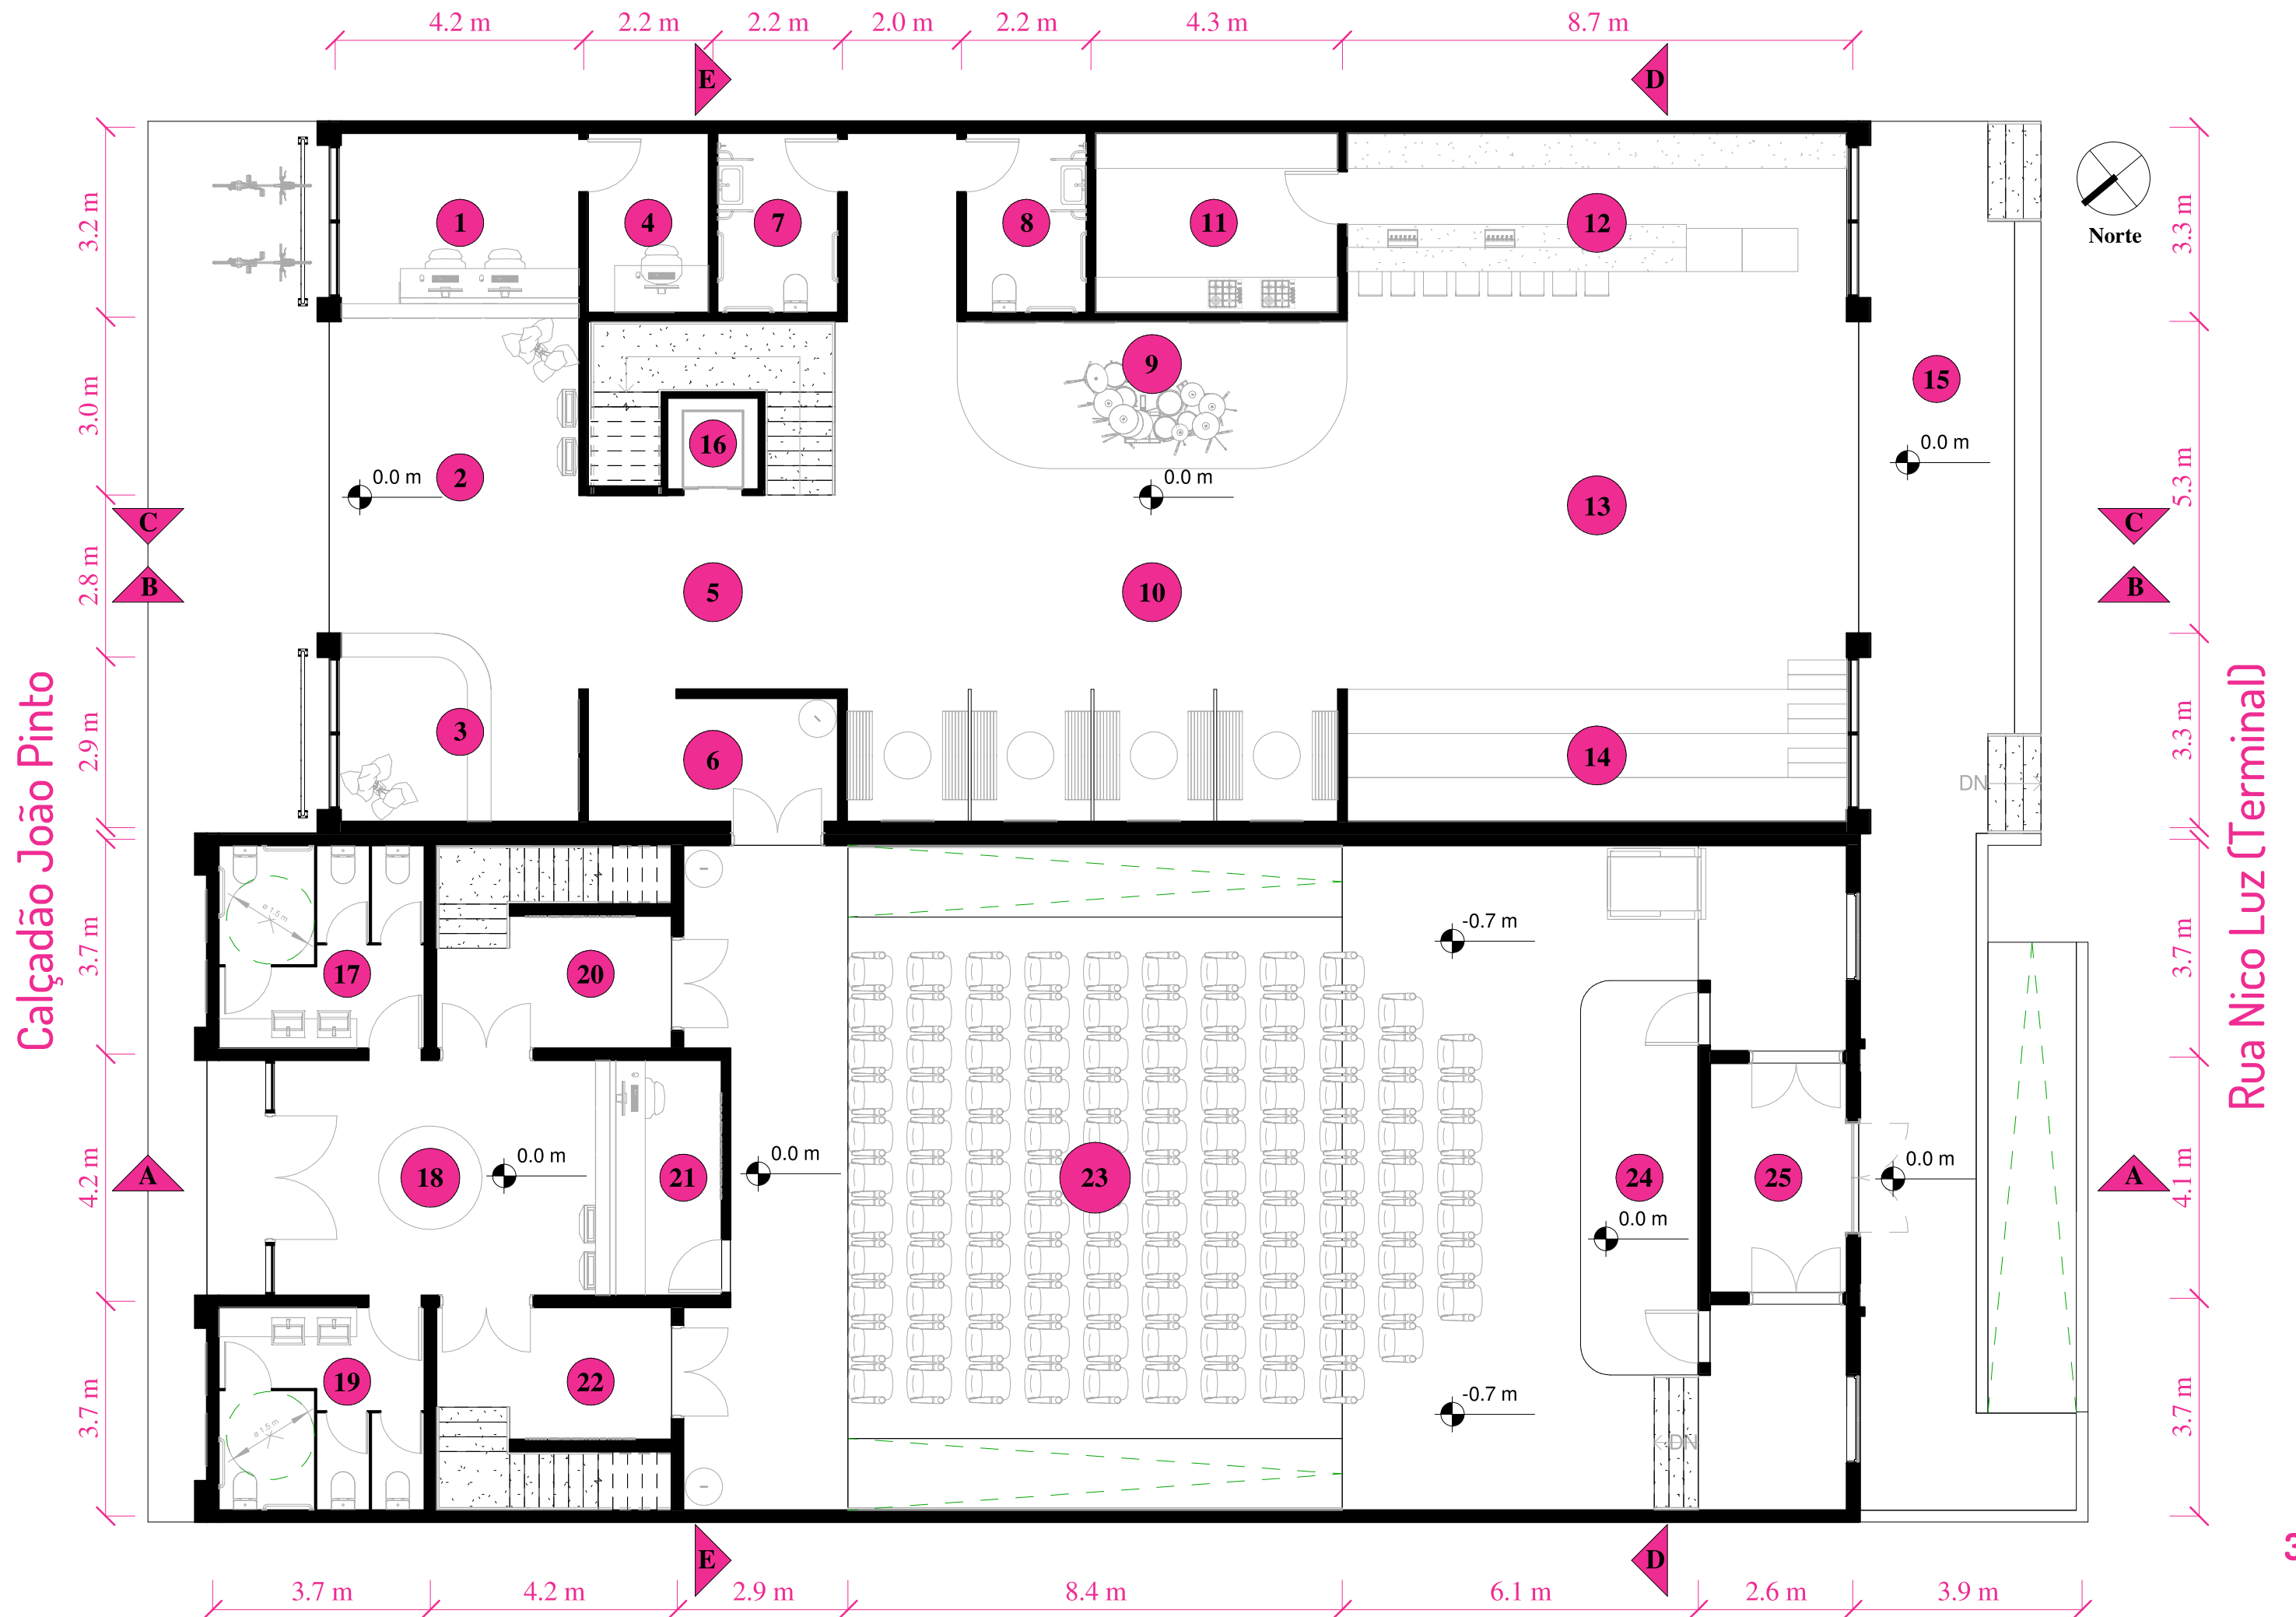 4.2 m
2.2 m
2.2 m
2.0 m
2.2 m
4.3 m
8.7 m
E
D
3.2 m
3.0 m
2.8 m
2.9 m
3.7 m
4.2 m
3.7 m
Calçadão João Pinto
C
B
A
1
4
7
8
11
12
Norte
9
15
0.0 m
16
2
0.0 m
0.0 m
13
5
10
3
6
14
DN
C
B
A
3.3 m
5.3 m
3.3 m
3.7 m
4.1 m
3.7 m
Rua Nico Luz (Terminal)
ø 1.5 m
17
20
-0.7 m
18
0.0 m
21
0.0 m
23
24
25
0.0 m
0.0 m
19
22
-0.7 m
ø 1.5 m
DN
E
D
3.7 m
4.2 m
2.9 m
8.4 m
6.1 m
2.6 m
3.9 m